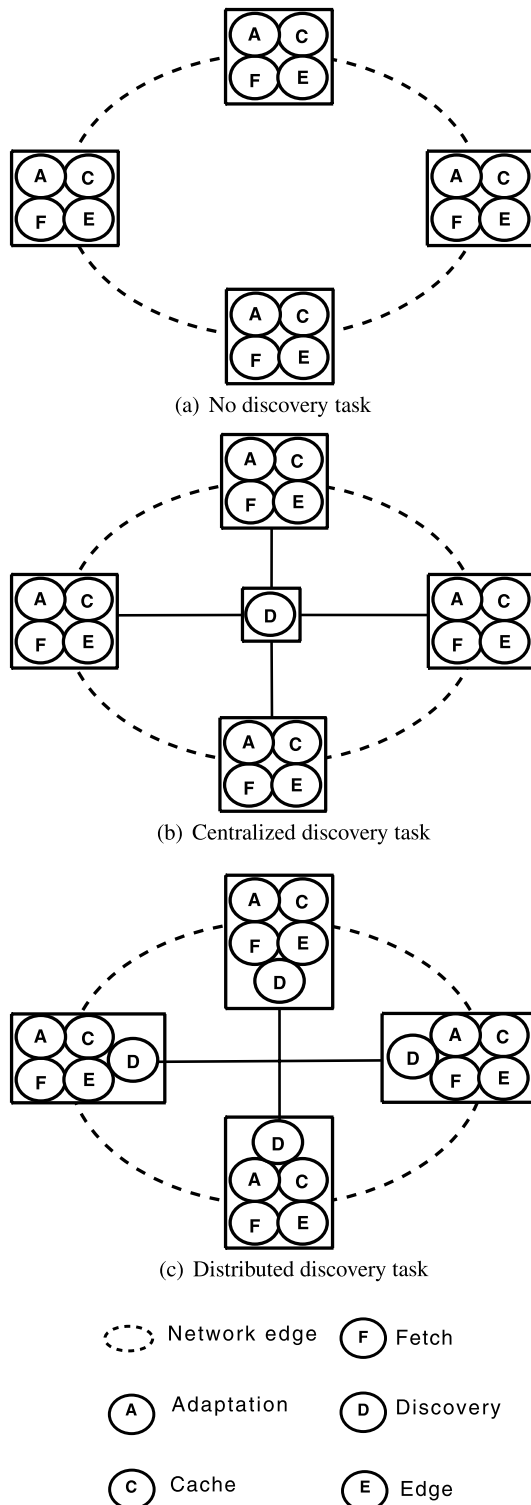 A C
F E
A C
F E
A C
F E
A C
F E
(a) No discovery task
A C
F E
A C
F E
D
A C
F E
A C
F E
(b) Centralized discovery task
A C
F E
D
A C
D
F E
A C
D
F E
D
A C
F E
(c) Distributed discovery task
Network edge
F Fetch
A Adaptation
D Discovery
C Cache
E Edge